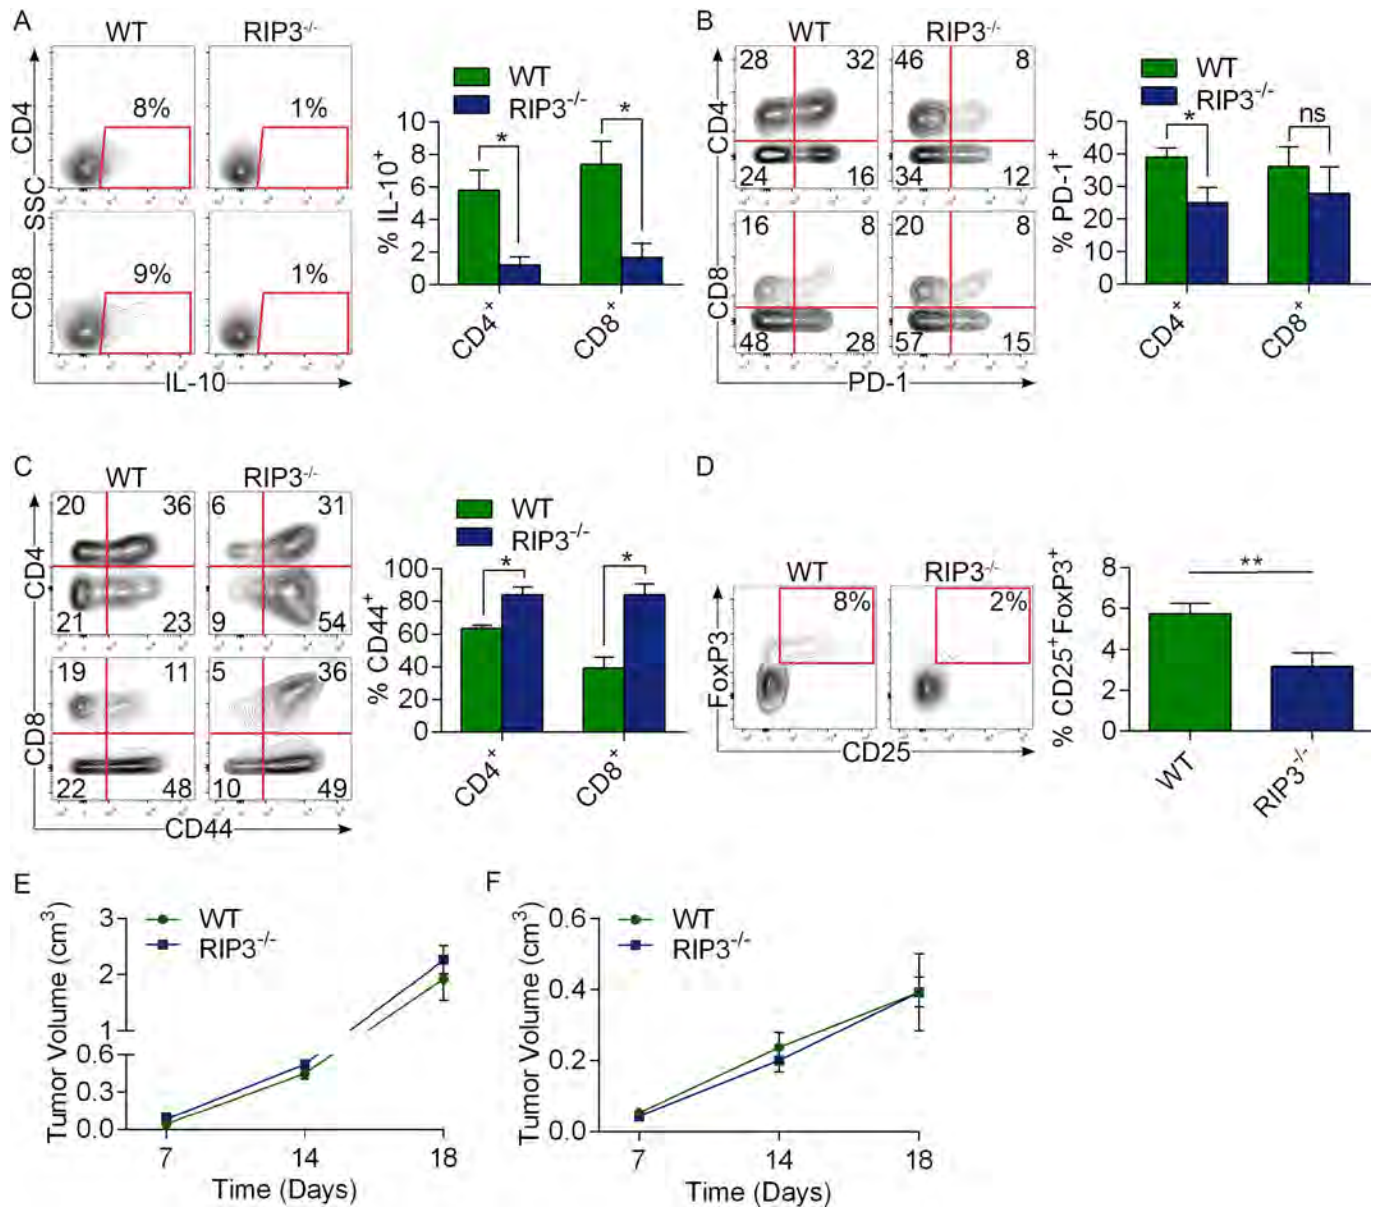 A
WT
RIP3-/-
8%
1%
CD4
SSC
9%
1%
CD8
IL-10
WT
RIP3-/-
10
8
6
4
2
0
% IL-10+
*
*
CD4+
CD8+
B
WT
RIP3-/-
28
32
46
8
CD4
24
16
34
12
16
8
20
8
CD8
48
28
57
15
PD-1
WT
RIP3-/-
50
40
30
20
10
0
% PD-1+
*
ns
CD4+
CD8+
C
WT
RIP3-/-
20
36
6
31
CD4
21
23
9
54
19
11
5
36
CD8
22
48
10
49
CD44
WT
RIP3-/-
100
80
60
40
20
0
% CD44+
*
*
CD4+
CD8+
D
WT
RIP3-/-
8%
2%
FoxP3
CD25
8
6
4
2
0
% CD25+FoxP3+
**
WT
RIP3-/-
E
WT
RIP3-/-
3
2
1
0.6
0.3
0.0
Tumor Volume (cm3)
7
14
18
Time (Days)
F
WT
RIP3-/-
0.6
0.4
0.2
0.0
Tumor Volume (cm3)
7
14
18
Time (Days)